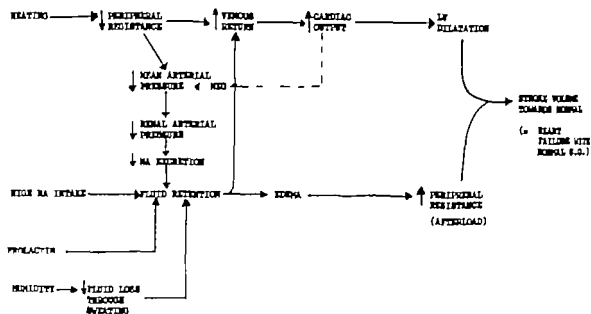 HEATING
PERIPHERAL
RESISTANCE
VENOUS
RETURN
CARDIAC
OUTPUT
LV
DILATATION
MEAN ARTERIAL
PRESSURE
RENAL ARTERIAL
PRESSURE
NA EXCRETION
STROKE VOLUME
TOWARDS NORMAL
HEART
FAILURE WITH
NORMAL
HIGH NA INTAKE
FLUID RETENTION
EDEMA
PERIPHERAL
RESISTANCE
(AFTERLOAD)
PROLACTIN
HUMIDITY
FLUID LOSS
THROUGH
SWEATING